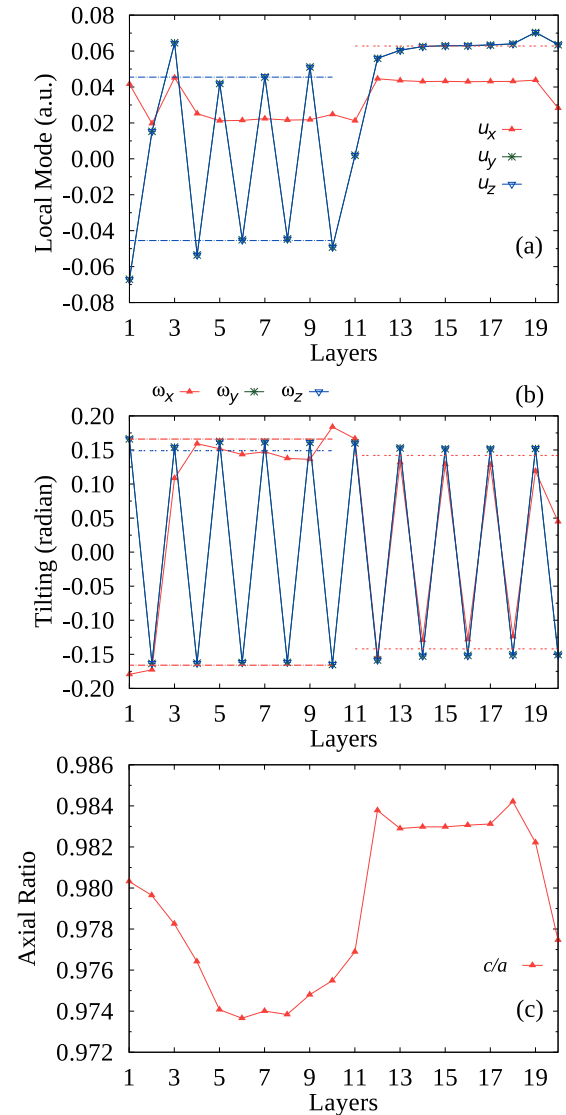 0.08
0.06
0.04
0.02
0.00
-0.02
-0.04
-0.06
-0.08
Local Mode (a.u.)
uₓ
u_y
u_z
(a)
1 3 5 7 9 11 13 15 17 19
Layers
ωₓ ω_y ω_z (b)
0.20
0.15
0.10
0.05
0.00
-0.05
-0.10
-0.15
-0.20
Tilting (radian)
1 3 5 7 9 11 13 15 17 19
Layers
0.986
0.984
0.982
0.980
0.978
0.976
0.974
0.972
Axial Ratio
c/a
(c)
1 3 5 7 9 11 13 15 17 19
Layers